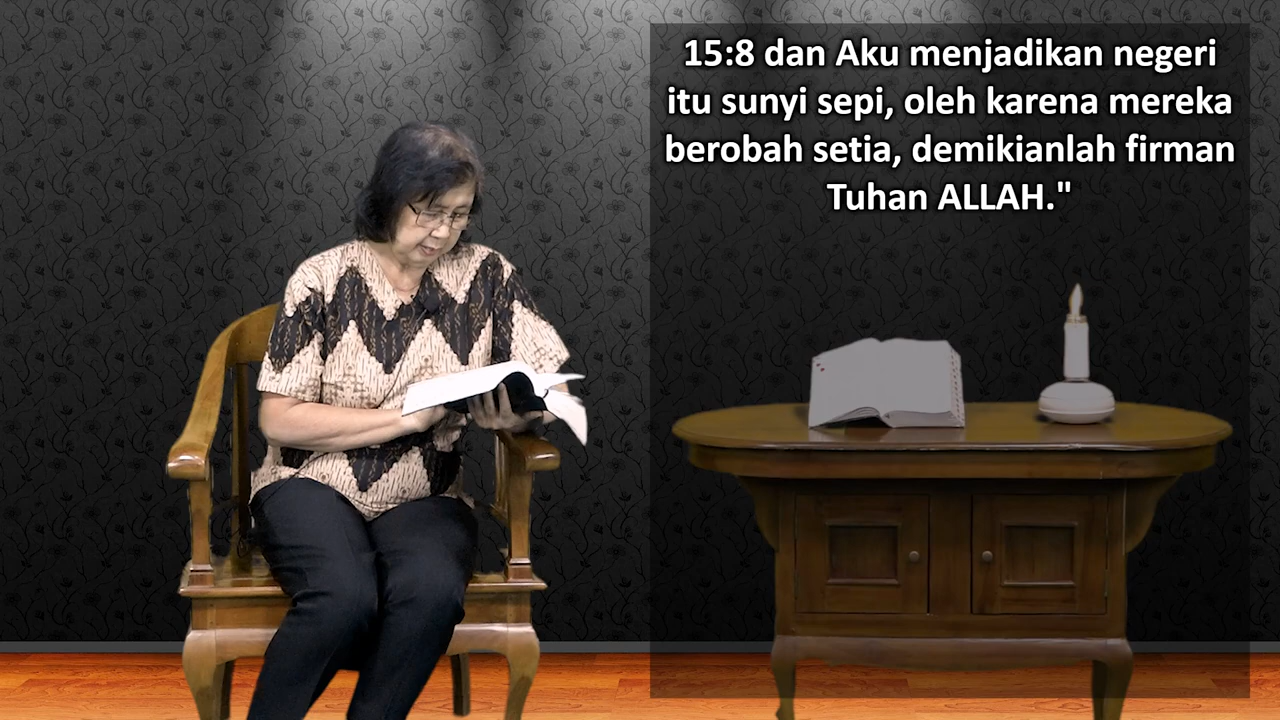 15:8 dan Aku menjadikan negeri
itu sunyi sepi, oleh karena mereka
berobah setia, demikianlah firman
Tuhan ALLAH."